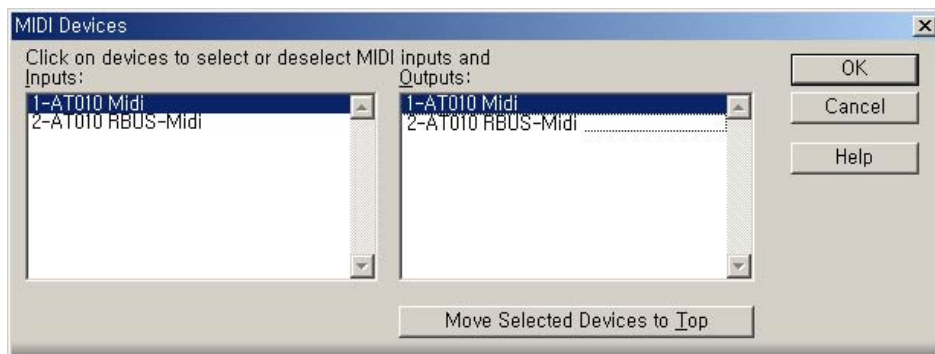 MIDI Devices
Click on devices to select or deselect MIDI inputs and
Inputs:
Outputs:
1-AT010 Midi
2-AT010 RBUS-Midi
1-AT010 Midi
2-AT010 RBUS-Midi
OK
Cancel
Help
Move Selected Devices to Top